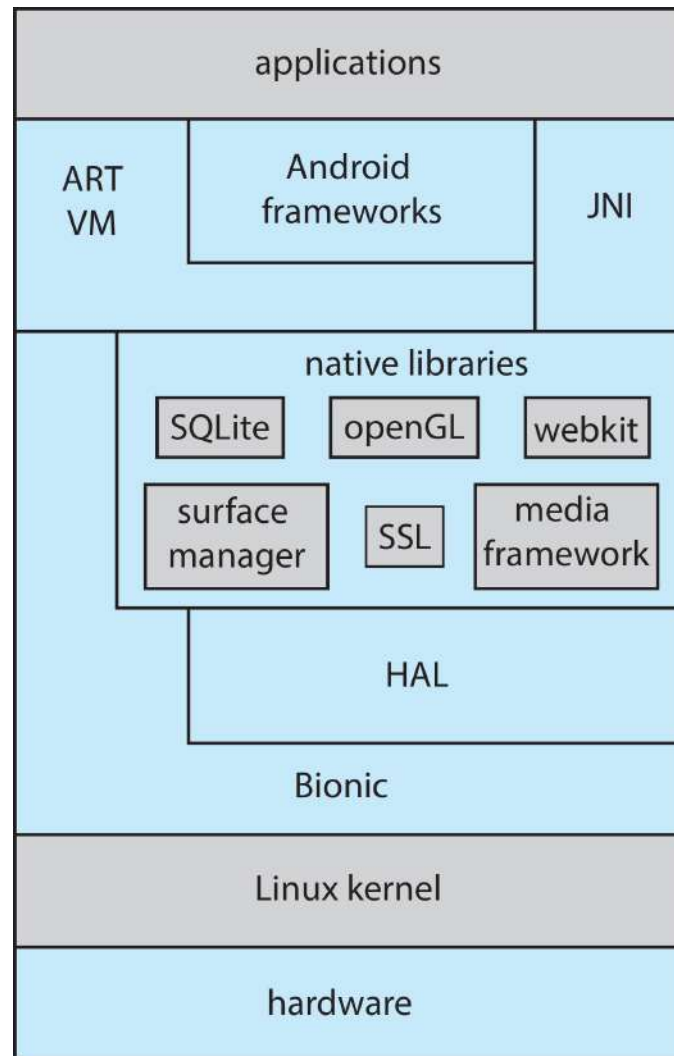 applications
ART
VM
Android
frameworks
JNI
native libraries
SQLite
openGL
webkit
surface
manager
SSL
media
framework
HAL
Bionic
Linux kernel
hardware